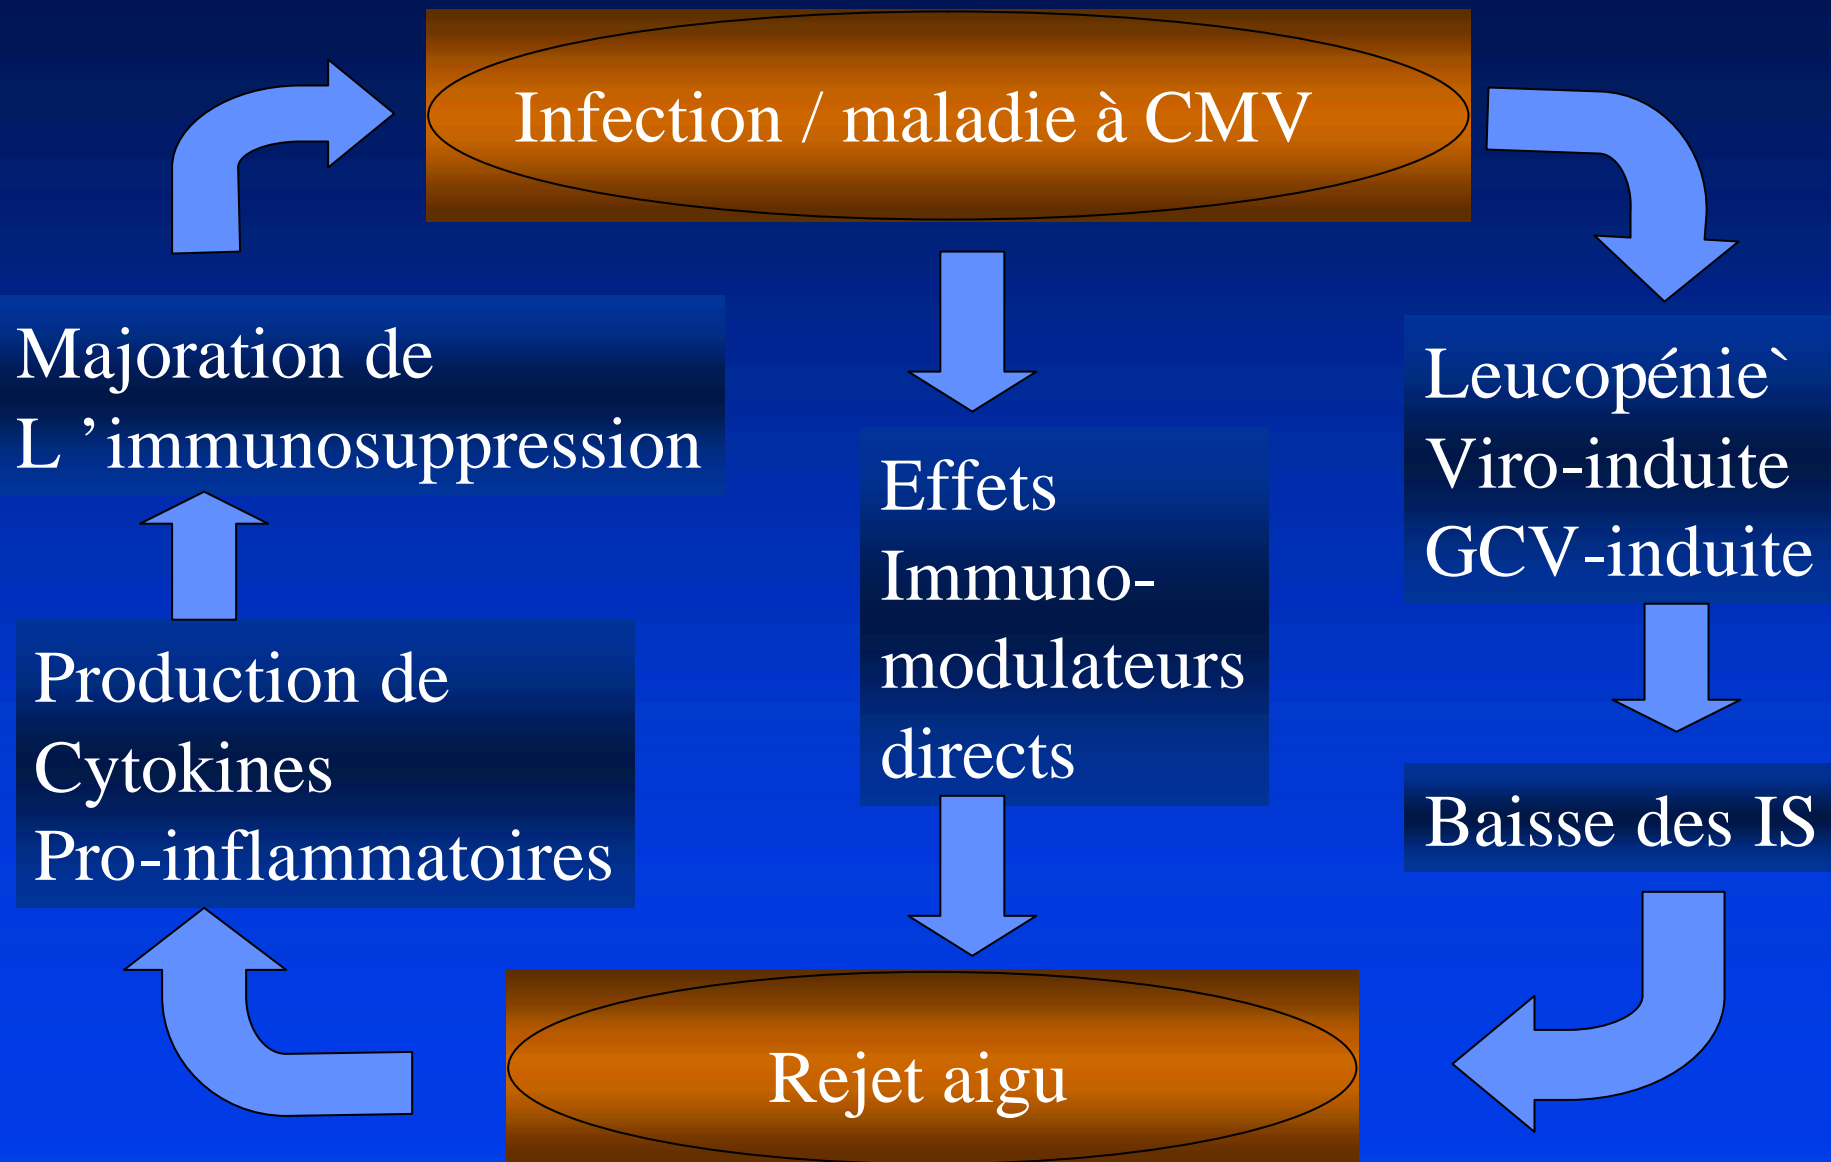 Infection / maladie à CMV
Majoration de
L ’immunosuppression
Effets
Immuno-
modulateurs
directs
Leucopénie`
Viro-induite
GCV-induite
Production de
Cytokines
Pro-inflammatoires
Baisse des IS
Rejet aigu